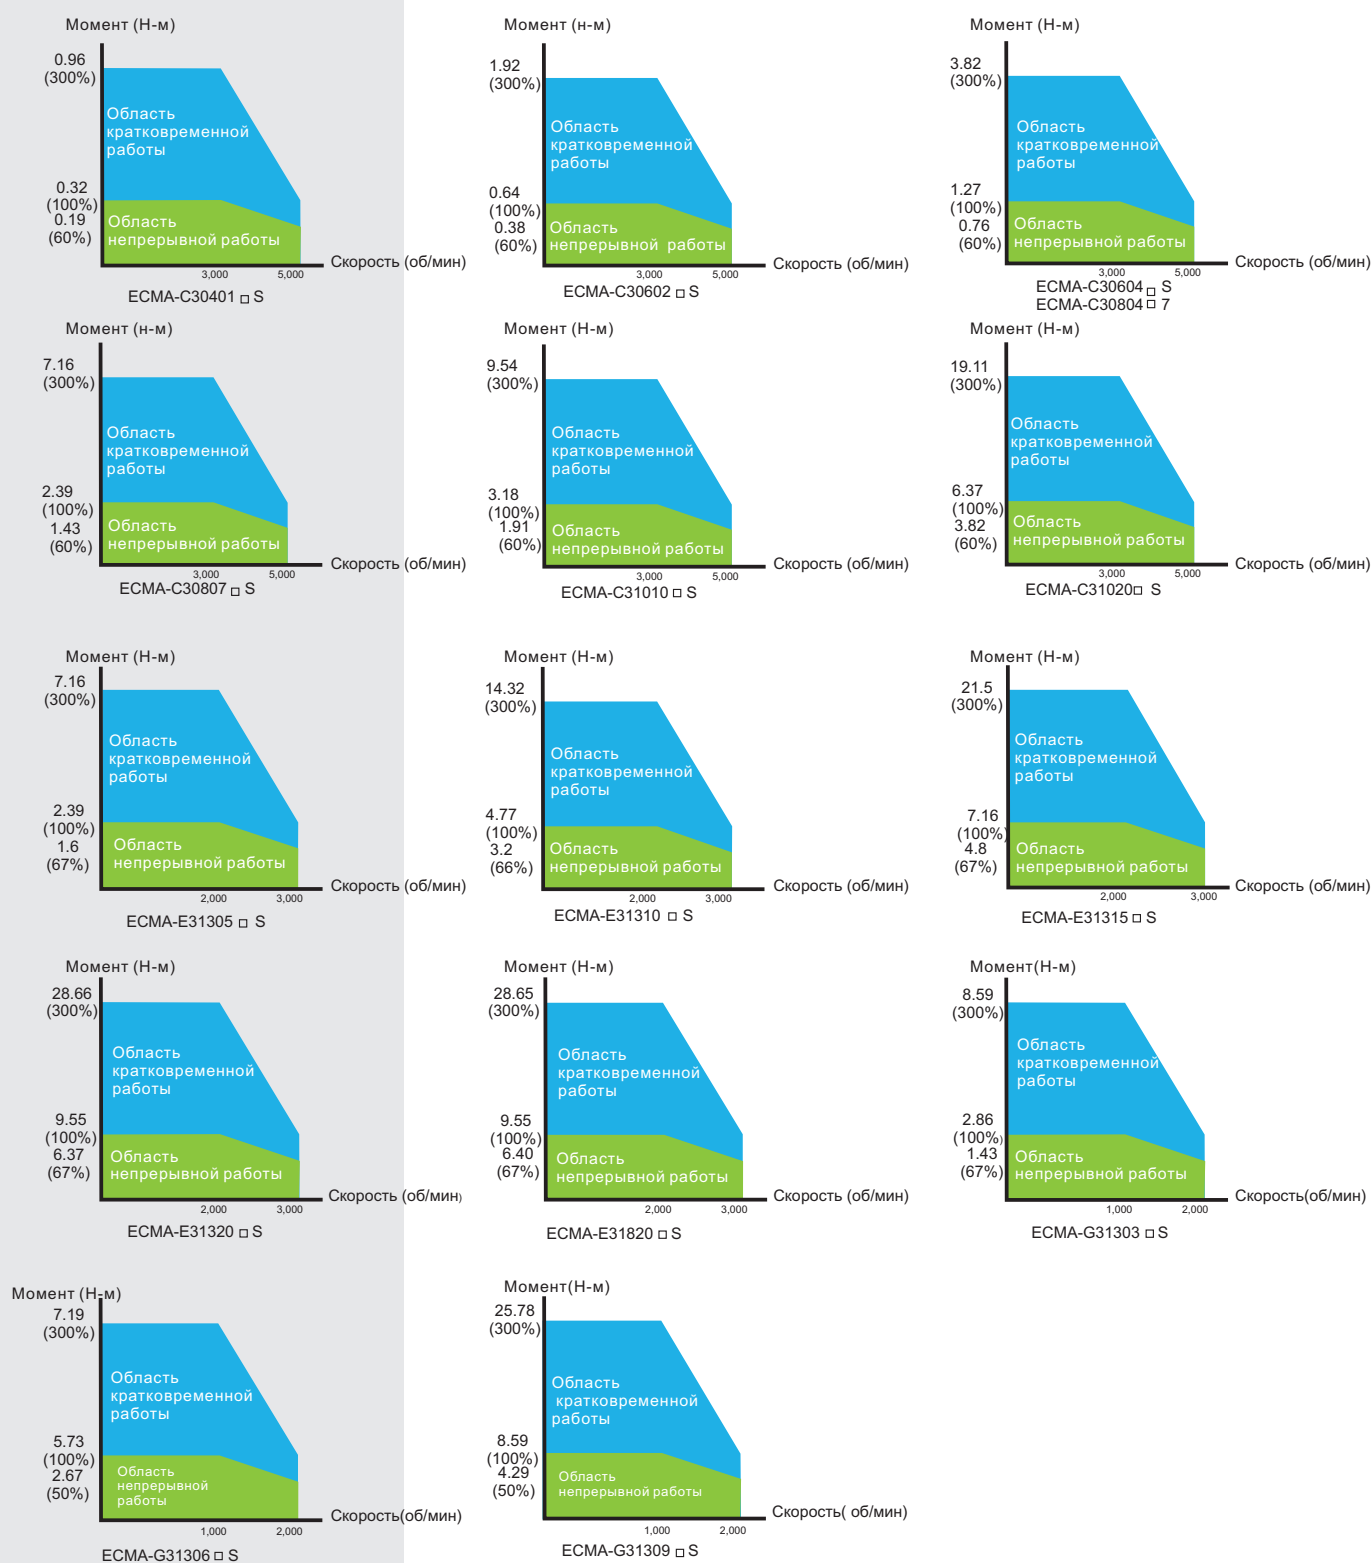 Момент (Н-м)
0.96
(300%)
Область
кратковременной
работы
0.32
(100%)
0.19
(60%)
Область
непрерывной работы
3,000
5,000
Скорость (об/мин)
ECMA-C30401 □ S
Момент (н-м)
1.92
(300%)
Область
кратковременной
работы
0.64
(100%)
0.38
(60%)
Область
непрерывной работы
3,000
5,000
Скорость (об/мин)
ECMA-C30602 □ S
Момент (Н-м)
3.82
(300%)
Область
кратковременной
работы
1.27
(100%)
0.76
(60%)
Область
непрерывной работы
3,000
5,000
Скорость (об/мин)
ECMA-C30604 □ S
ECMA-C30804 □ 7
Момент (н-м)
7.16
(300%)
Область
кратковременной
работы
2.39
(100%)
1.43
(60%)
Область
непрерывной работы
3,000
5,000
Скорость (об/мин)
ECMA-C30807 □ S
Момент (Н-м)
9.54
(300%)
Область
кратковременной
работы
3.18
(100%)
1.91
(60%)
Область
непрерывной работы
3,000
5,000
Скорость (об/мин)
ECMA-C31010 □ S
Момент (Н-м)
19.11
(300%)
Область
кратковременной
работы
6.37
(100%)
3.82
(60%)
Область
непрерывной работы
3,000
5,000
Скорость (об/мин)
ECMA-C31020□ S
Момент (Н-м)
7.16
(300%)
Область
кратковременной
работы
2.39
(100%)
1.6
(67%)
Область
непрерывной работы
2,000
3,000
Скорость (об/мин)
ECMA-E31305 □ S
Момент (Н-м)
14.32
(300%)
Область
кратковременной
работы
4.77
(100%)
3.2
(66%)
Область
непрерывной работы
2,000
3,000
Скорость (об/мин)
ECMA-E31310 □ S
Момент (Н-м)
21.5
(300%)
Область
кратковременной
работы
7.16
(100%)
4.8
(67%)
Область
непрерывной работы
2,000
3,000
Скорость (об/мин)
ECMA-E31315 □ S
Момент (Н-м)
28.66
(300%)
Область
кратковременной
работы
9.55
(100%)
6.37
(67%)
Область
непрерывной работы
2,000
3,000
Скорость (об/мин)
ECMA-E31320 □ S
Момент (Н-м)
28.65
(300%)
Область
кратковременной
работы
9.55
(100%)
6.40
(67%)
Область
непрерывной работы
2,000
3,000
Скорость (об/мин)
ECMA-E31820 □ S
Момент(Н-м)
8.59
(300%)
Область
кратковременной
работы
2.86
(100%)
1.43
(67%)
Область
непрерывной работы
1,000
2,000
Скорость(об/мин)
ECMA-G31303 □ S
Момент (Н-м)
7.19
(300%)
Область
кратковременной
работы
5.73
(100%)
2.67
(50%)
Область
непрерывной
работы
1,000
2,000
Скорость(об/мин)
ECMA-G31306 □ S
Момент(Н-м)
25.78
(300%)
Область
кратковременной
работы
8.59
(100%)
4.29
(50%)
Область
непрерывной работы
1,000
2,000
Скорость( об/мин)
ECMA-G31309 □ S